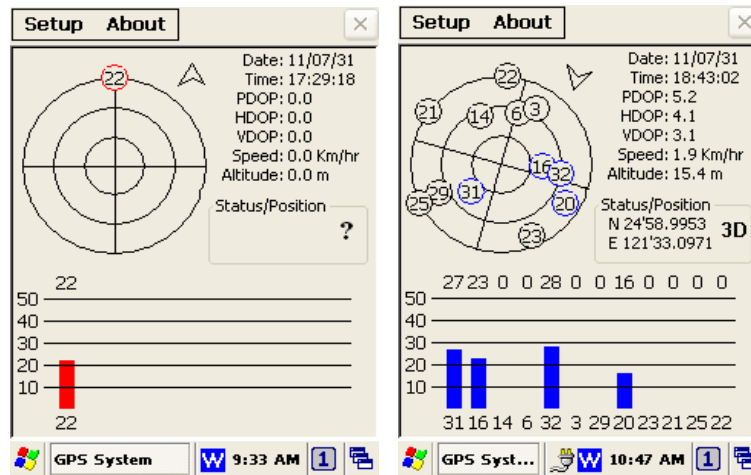 Setup About
22
Date: 11/07/31
Time: 17:29:18
PDOP: 0.0
HDOP: 0.0
VDOP: 0.0
Speed: 0.0 Km/hr
Altitude: 0.0 m
Status/Position
?
22
50
40
30
20
10
22
GPS System
W 9:33 AM 1
Setup About
22
21
14
6
3
16
32
31
29
25
20
23
Date: 11/07/31
Time: 18:43:02
PDOP: 5.2
HDOP: 4.1
VDOP: 3.1
Speed: 1.9 Km/hr
Altitude: 15.4 m
Status/Position
N 24'58.9953
E 121'33.0971
3D
27 23 0 0 28 0 0 16 0 0 0 0
50
40
30
20
10
31 16 14 6 32 3 29 20 23 21 25 22
GPS Syst...
W 10:47 AM 1